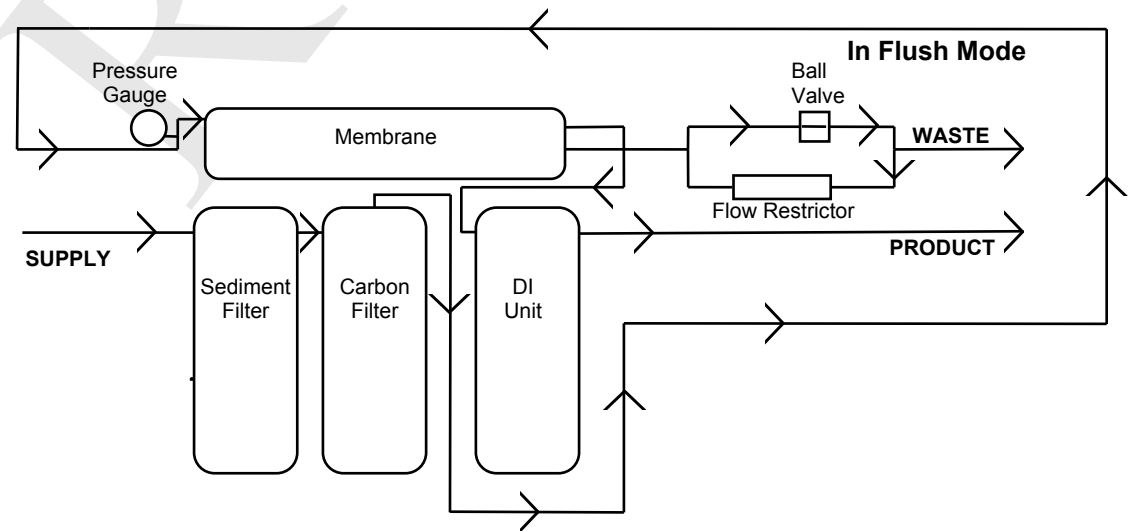 In Flush Mode
Pressure
Gauge
Ball
Valve
Membrane
WASTE
Flow Restrictor
SUPPLY
PRODUCT
Sediment
Filter
Carbon
Filter
DI
Unit